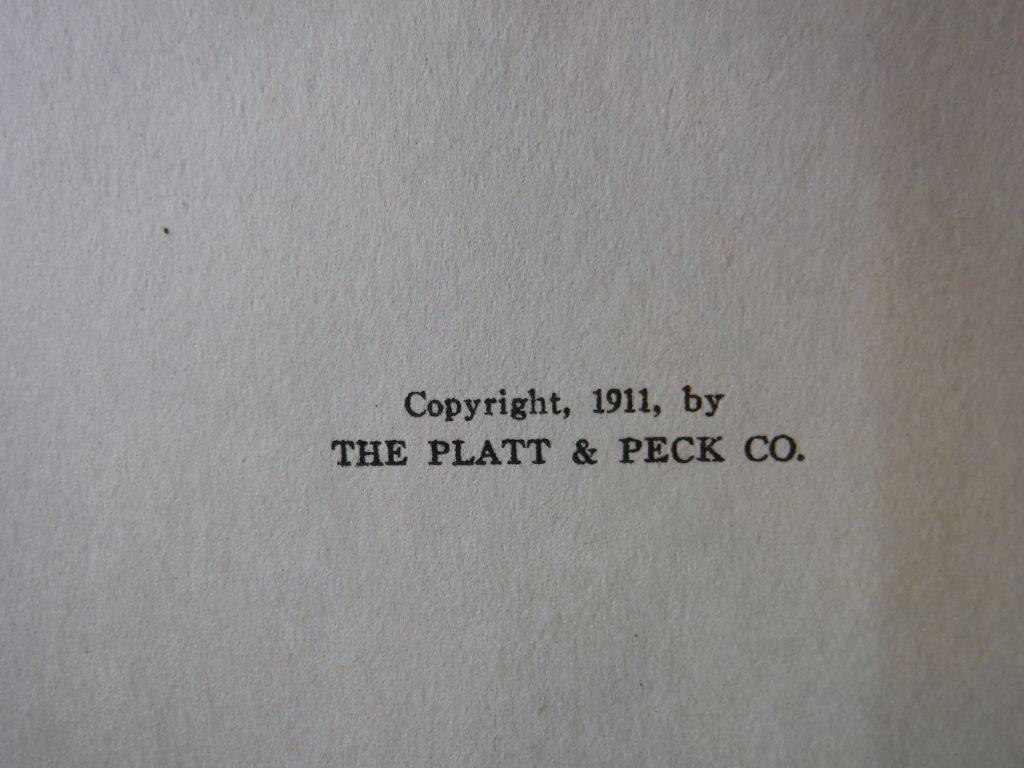 Copyright, 1911, by
THE PLATT & PECK CO.